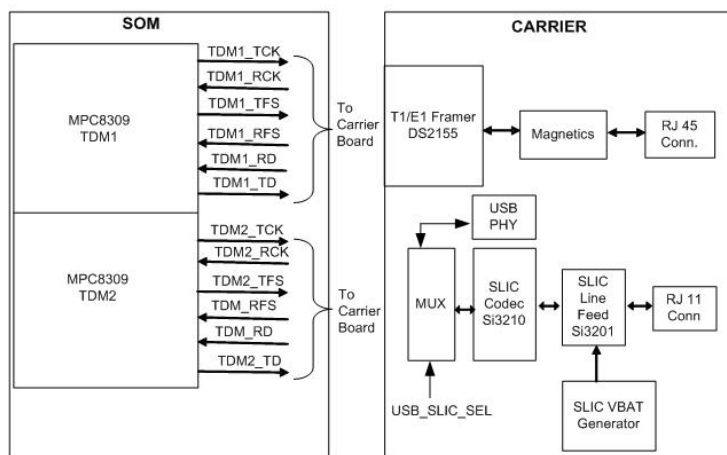 SOM
MPC8309
TDM1
TDM1_TCK
TDM1_RCK
TDM1_TFS
TDM1_RFS
TDM1_RD
TDM1_TD
To
Carrier
Board
MPC8309
TDM2
TDM2_TCK
TDM2_RCK
TDM2_TFS
TDM_RFS
TDM_RD
TDM2_TD
To
Carrier
Board
CARRIER
T1/E1 Framer
DS2155
Magnetics
RJ 45
Conn.
USB
PHY
MUX
SLIC
Codec
Si3210
SLIC
Line
Feed
Si3201
RJ 11
Conn
USB_SLIC_SEL
SLIC VBAT
Generator